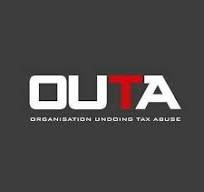 OUTA
ORGANISATION UNDOING TAX ABUSE